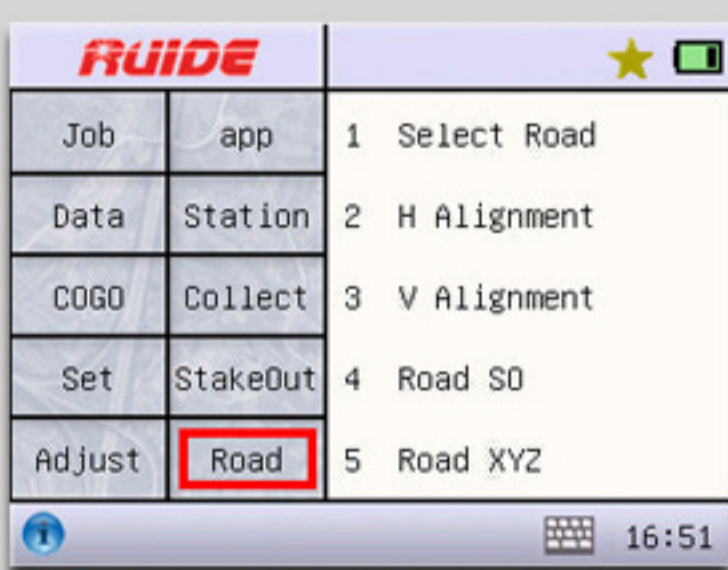 RUIDE
Job app
Data Station
COGO Collect
Set StakeOut
Adjust Road
1 Select Road
2 H Alignment
3 V Alignment
4 Road SO
5 Road XYZ
16:51